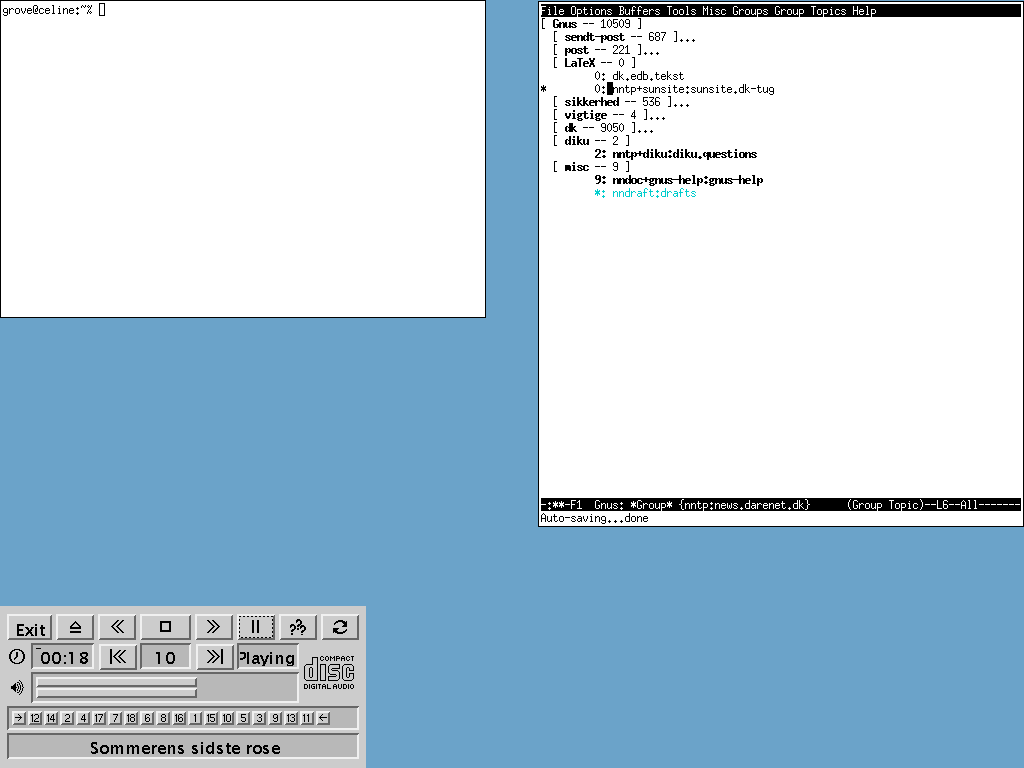 grove@celine:~%
File Options Buffers Tools Misc Groups Group Topics Help
[ Gnus -- 10509 ]
[ sendt-post -- 687 ]...
[ post -- 221 ]...
[ LaTeX -- 0 ]
0: dk.edb.tekst
* 0: nntp+sunsite:sunsite.dk-tug
[ sikkerhed -- 536 ]...
[ vigtige -- 4 ]...
[ dk -- 9050 ]...
[ diku -- 2 ]
2: nntp+diku:diku.questions
[ misc -- 9 ]
9: nndoc+gnus-help:gnus-help
*: nndraft:drafts
-:**-F1 Gnus: *Group* {nntp:news.darenet.dk} (Group Topic)--L6--All-------
Auto-saving...done
Exit ??
-00:18 10 Playing
COMPACT
disc
DIGITAL AUDIO
12 14 2 4 17 7 18 6 8 16 1 15 10 5 3 9 13 11
Sommerens sidste rose